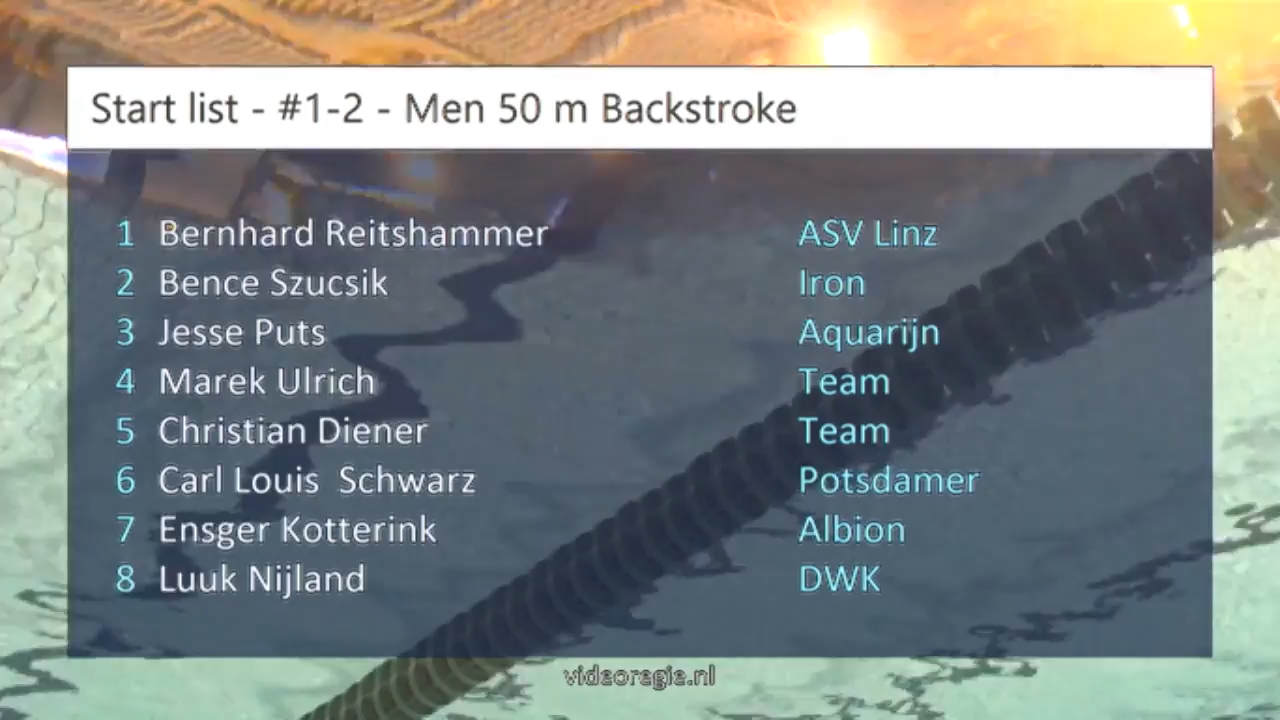 Start list - #1-2 - Men 50 m Backstroke
1 Bernhard Reitshammer ASV Linz
2 Bence Szucsik Iron
3 Jesse Puts Aquarijn
4 Marek Ulrich Team
5 Christian Diener Team
6 Carl Louis Schwarz Potsdamer
7 Ensger Kotterink Albion
8 Luuk Nijland DWK
videoregie.nl